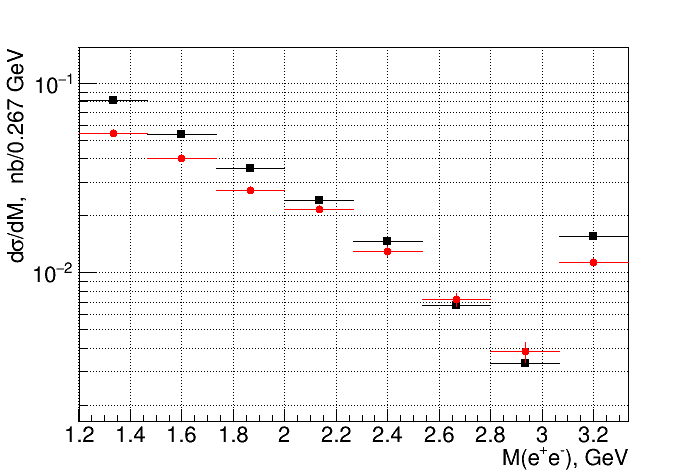 dσ/dM, nb/0.267 GeV
10⁻¹
10⁻²
1.2 1.4 1.6 1.8 2 2.2 2.4 2.6 2.8 3 3.2
M(e⁺e⁻), GeV